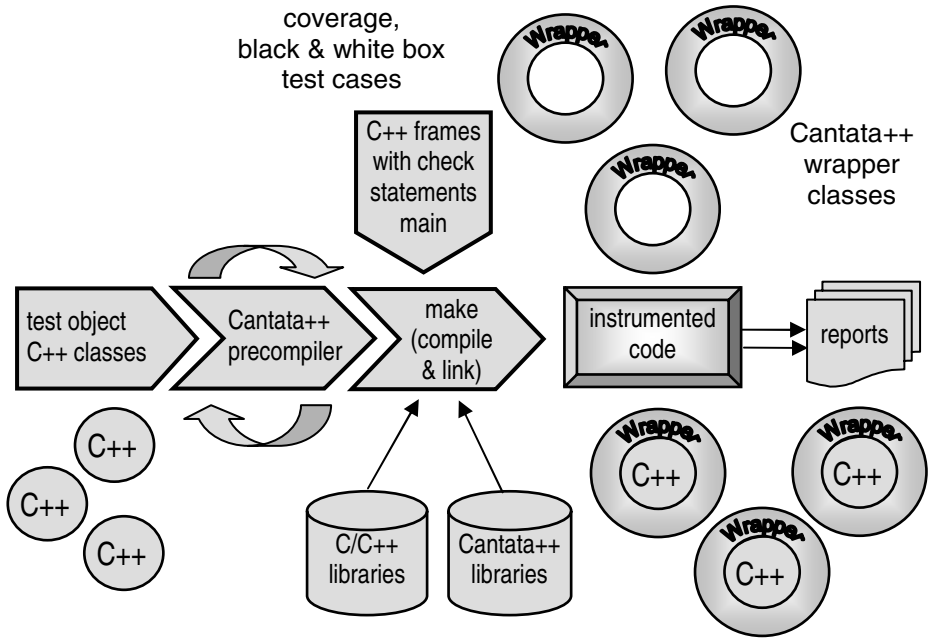 coverage,
black & white box
test cases
Wrapper
Wrapper
C++ frames
with check
statements
main
Cantata++
wrapper
classes
Wrapper
test object
C++ classes
Cantata++
precompiler
make
(compile
& link)
instrumented
code
reports
C++
C++
C++
C/C++
libraries
Cantata++
libraries
Wrapper
C++
Wrapper
C++
Wrapper
C++